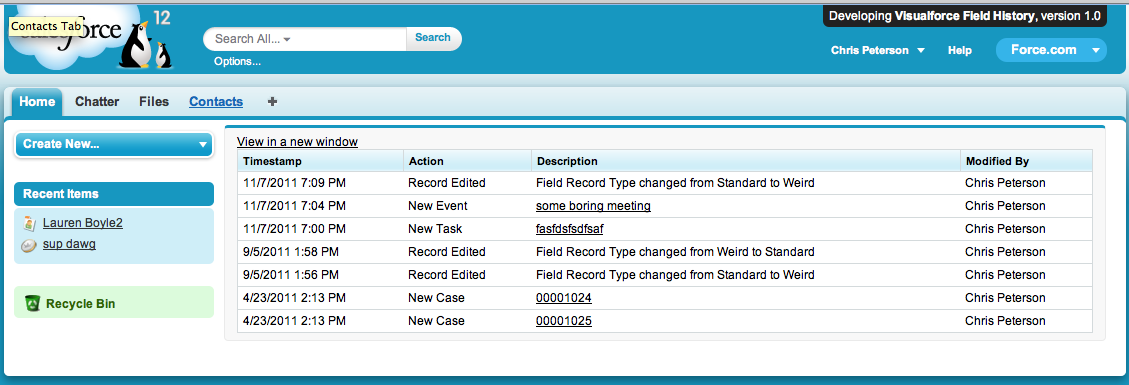 Contacts Tab
salesforce
12
Developing Visualforce Field History, version 1.0
Search All...
Search
Options...
Chris Peterson
Help
Force.com
Home Chatter Files Contacts +
Create New...
Recent Items
Lauren Boyle2
sup dawg
Recycle Bin
View in a new window
Timestamp Action Description Modified By
11/7/2011 7:09 PM Record Edited Field Record Type changed from Standard to Weird Chris Peterson
11/7/2011 7:04 PM New Event some boring meeting Chris Peterson
11/7/2011 7:00 PM New Task fasfdsfsdfsaf Chris Peterson
9/5/2011 1:58 PM Record Edited Field Record Type changed from Weird to Standard Chris Peterson
9/5/2011 1:56 PM Record Edited Field Record Type changed from Standard to Weird Chris Peterson
4/23/2011 2:13 PM New Case 00001024 Chris Peterson
4/23/2011 2:13 PM New Case 00001025 Chris Peterson